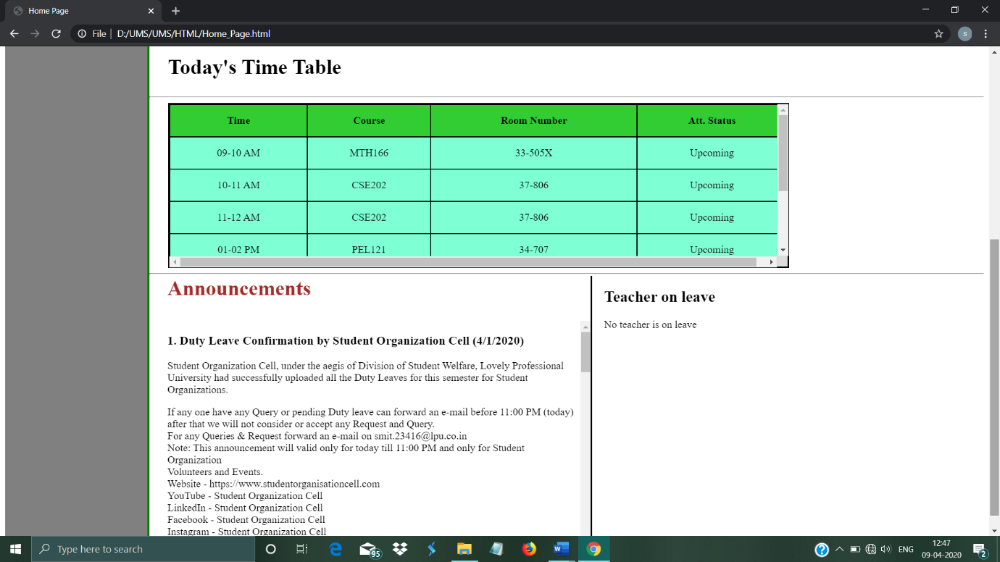 Home Page
File | D:/UMS/UMS/HTML/Home_Page.html
S
Today's Time Table
Time Course Room Number Att. Status
09-10 AM MTH166 33-505X Upcoming
10-11 AM CSE202 37-806 Upcoming
11-12 AM CSE202 37-806 Upcoming
01-02 PM PEL121 34-707 Upcoming
Announcements
1. Duty Leave Confirmation by Student Organization Cell (4/1/2020)
Student Organization Cell, under the aegis of Division of Student Welfare, Lovely Professional
University had successfully uploaded all the Duty Leaves for this semester for Student
Organizations.
If any one have any Query or pending Duty leave can forward an e-mail before 11:00 PM (today)
after that we will not consider or accept any Request and Query.
For any Queries & Request forward an e-mail on smit.23416@lpu.co.in
Note: This announcement will valid only for today till 11:00 PM and only for Student
Organization
Volunteers and Events.
Website - https://www.studentorganisationcell.com
YouTube - Student Organization Cell
LinkedIn - Student Organization Cell
Facebook - Student Organization Cell
Instagram - Student Organization Cell
Teacher on leave
No teacher is on leave
Type here to search
95
W
ENG
12:47
09-04-2020
2